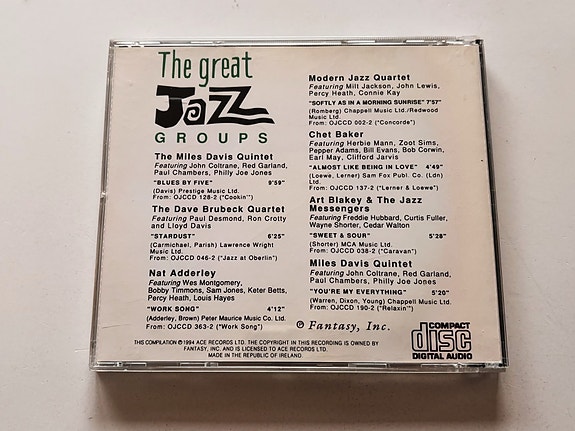 The great
JaZZ
GROUPS
The Miles Davis Quintet
Featuring John Coltrane, Red Garland,
Paul Chambers, Philly Joe Jones
"BLUES BY FIVE" 9'59"
(Davis) Prestige Music Ltd.
From: OJCCD 128-2 ("Cookin'")
The Dave Brubeck Quartet
Featuring Paul Desmond, Ron Crotty
and Lloyd Davis
"STARDUST" 6'25"
(Carmichael, Parish) Lawrence Wright
Music Ltd.
From: OJCCD 046-2 ("Jazz at Oberlin")
Nat Adderley
Featuring Wes Montgomery,
Bobby Timmons, Sam Jones, Keter Betts,
Percy Heath, Louis Hayes
"WORK SONG" 4'12"
(Adderley, Brown) Peter Maurice Music Co. Ltd.
From: OJCCD 363-2 ("Work Song")
Modern Jazz Quartet
Featuring Milt Jackson, John Lewis,
Percy Heath, Connie Kay
"SOFTLY AS IN A MORNING SUNRISE" 7'57"
(Romberg) Chappell Music Ltd./Redwood
Music Ltd.
From: OJCCD 002-2 ("Concorde")
Chet Baker
Featuring Herbie Mann, Zoot Sims,
Pepper Adams, Bill Evans, Bob Corwin,
Earl May, Clifford Jarvis
"ALMOST LIKE BEING IN LOVE" 4'49"
(Loewe, Lerner) Sam Fox Publ. Co. (Ldn)
Ltd.
From: OJCCD 137-2 ("Lerner & Loewe")
Art Blakey & The Jazz
Messengers
Featuring Freddie Hubbard, Curtis Fuller,
Wayne Shorter, Cedar Walton
"SWEET & SOUR" 5'28"
(Shorter) MCA Music Ltd.
From: OJCCD 038-2 ("Caravan")
Miles Davis Quintet
Featuring John Coltrane, Red Garland,
Paul Chambers, Philly Joe Jones
"YOU'RE MY EVERYTHING" 5'20"
(Warren, Dixon, Young) Chappell Music Ltd.
From: OJCCD 190-2 ("Relaxin'")
℗ Fantasy, Inc.
COMPACT
disc
DIGITAL AUDIO
THIS COMPILATION ℗1994 ACE RECORDS LTD. THE COPYRIGHT IN THIS RECORDING IS OWNED BY
FANTASY, INC. AND IS LICENSED TO ACE RECORDS LTD.
MADE IN THE REPUBLIC OF IRELAND.